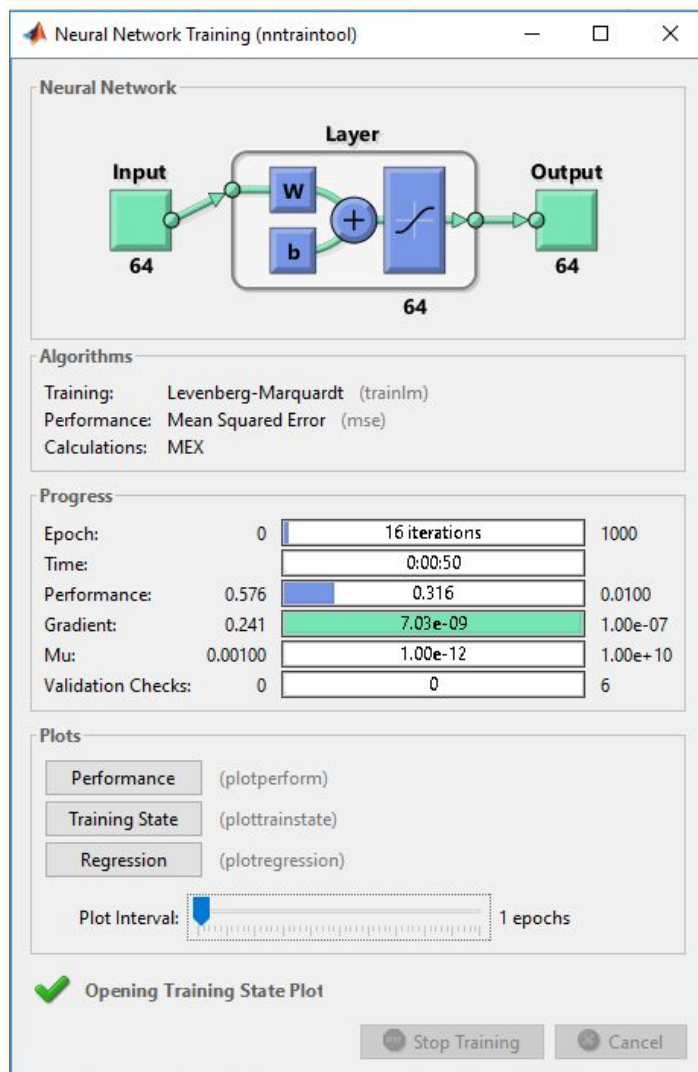 Neural Network Training (nntraintool)
Neural Network
Layer
Input
Output
W
b
64
64
64
Algorithms
Training: Levenberg-Marquardt (trainlm)
Performance: Mean Squared Error (mse)
Calculations: MEX
Progress
Epoch: 0 16 iterations 1000
Time: 0:00:50
Performance: 0.576 0.316 0.0100
Gradient: 0.241 7.03e-09 1.00e-07
Mu: 0.00100 1.00e-12 1.00e+10
Validation Checks: 0 0 6
Plots
Performance (plotperform)
Training State (plottrainstate)
Regression (plotregression)
Plot Interval: 1 epochs
Opening Training State Plot
Stop Training Cancel